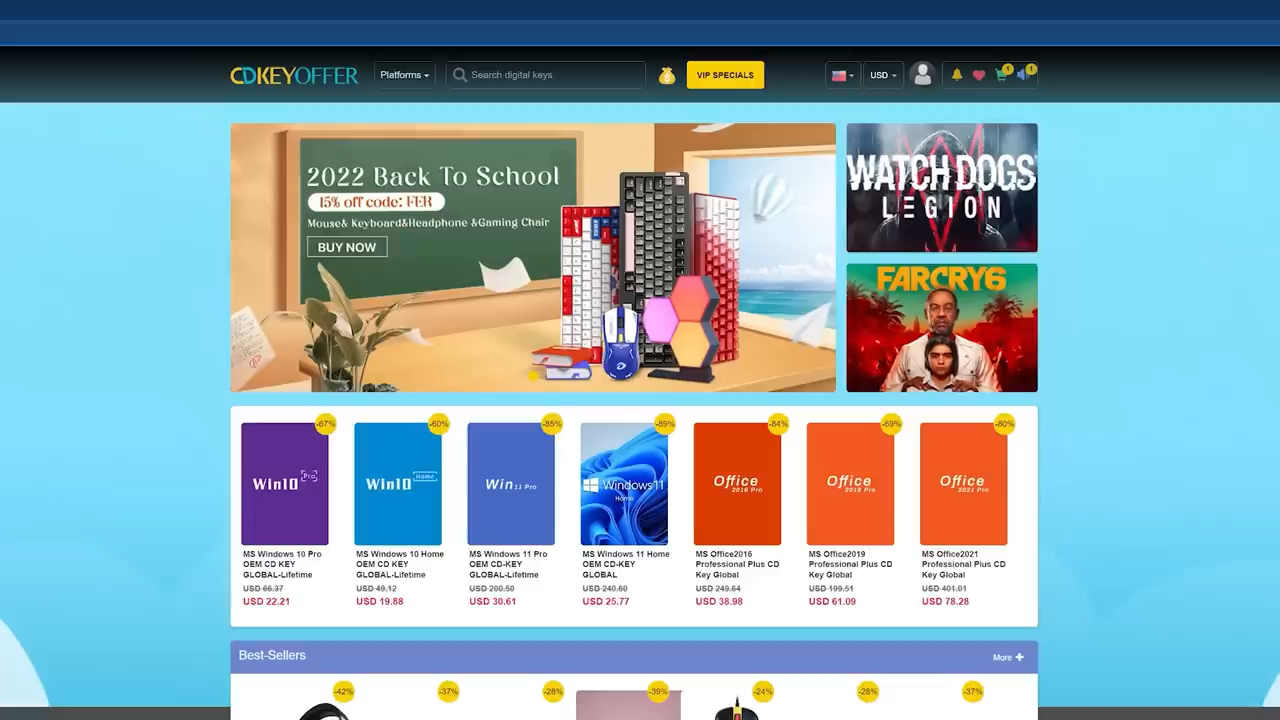 CDKEYOFFER
Platforms
Search digital keys
VIP SPECIALS
USD
1
1
2022 Back To School
15% off code: FER
Mouse& Keyboard&Headphone &Gaming Chair
BUY NOW
WATCH DOGS
LEGION
FARCRY6
-67%
-60%
-85%
-89%
-84%
-69%
-80%
Win10 Pro
Win10 Home
Win 11 Pro
Windows 11
Home
Office
2016 Pro
Office
2019 Pro
Office
2021 Pro
MS Windows 10 Pro
OEM CD KEY
GLOBAL-Lifetime
USD 66.37
USD 22.21
MS Windows 10 Home
OEM CD KEY
GLOBAL-Lifetime
USD 49.12
USD 19.88
MS Windows 11 Pro
OEM CD-KEY
GLOBAL-Lifetime
USD 200.50
USD 30.61
MS Windows 11 Home
OEM CD-KEY
GLOBAL
USD 240.60
USD 25.77
MS Office2016
Professional Plus CD
Key Global
USD 249.64
USD 38.98
MS Office2019
Professional Plus CD
Key Global
USD 199.51
USD 61.09
MS Office2021
Professional Plus CD
Key Global
USD 401.01
USD 78.28
Best-Sellers
More +
-42%
-37%
-28%
-39%
-24%
-28%
-37%